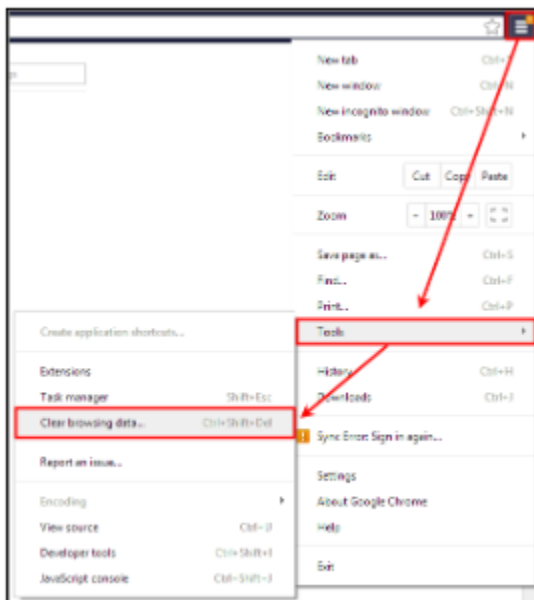 New tab
New window Ctrl+N
New incognito window Ctrl+Shift+N
Bookmarks
Edit Cut Copy Paste
Zoom - 100% +
Save page as... Ctrl+S
Find... Ctrl+F
Print... Ctrl+P
Tools
History Ctrl+H
Downloads Ctrl+J
Sync Error: Sign in again...
Settings
About Google Chrome
Help
Exit
Create application shortcuts...
Extensions
Task manager Shift+Esc
Clear browsing data... Ctrl+Shift+Del
Report an issue...
Encoding
View source Ctrl+U
Developer tools Ctrl+Shift+I
JavaScript console Ctrl+Shift+J